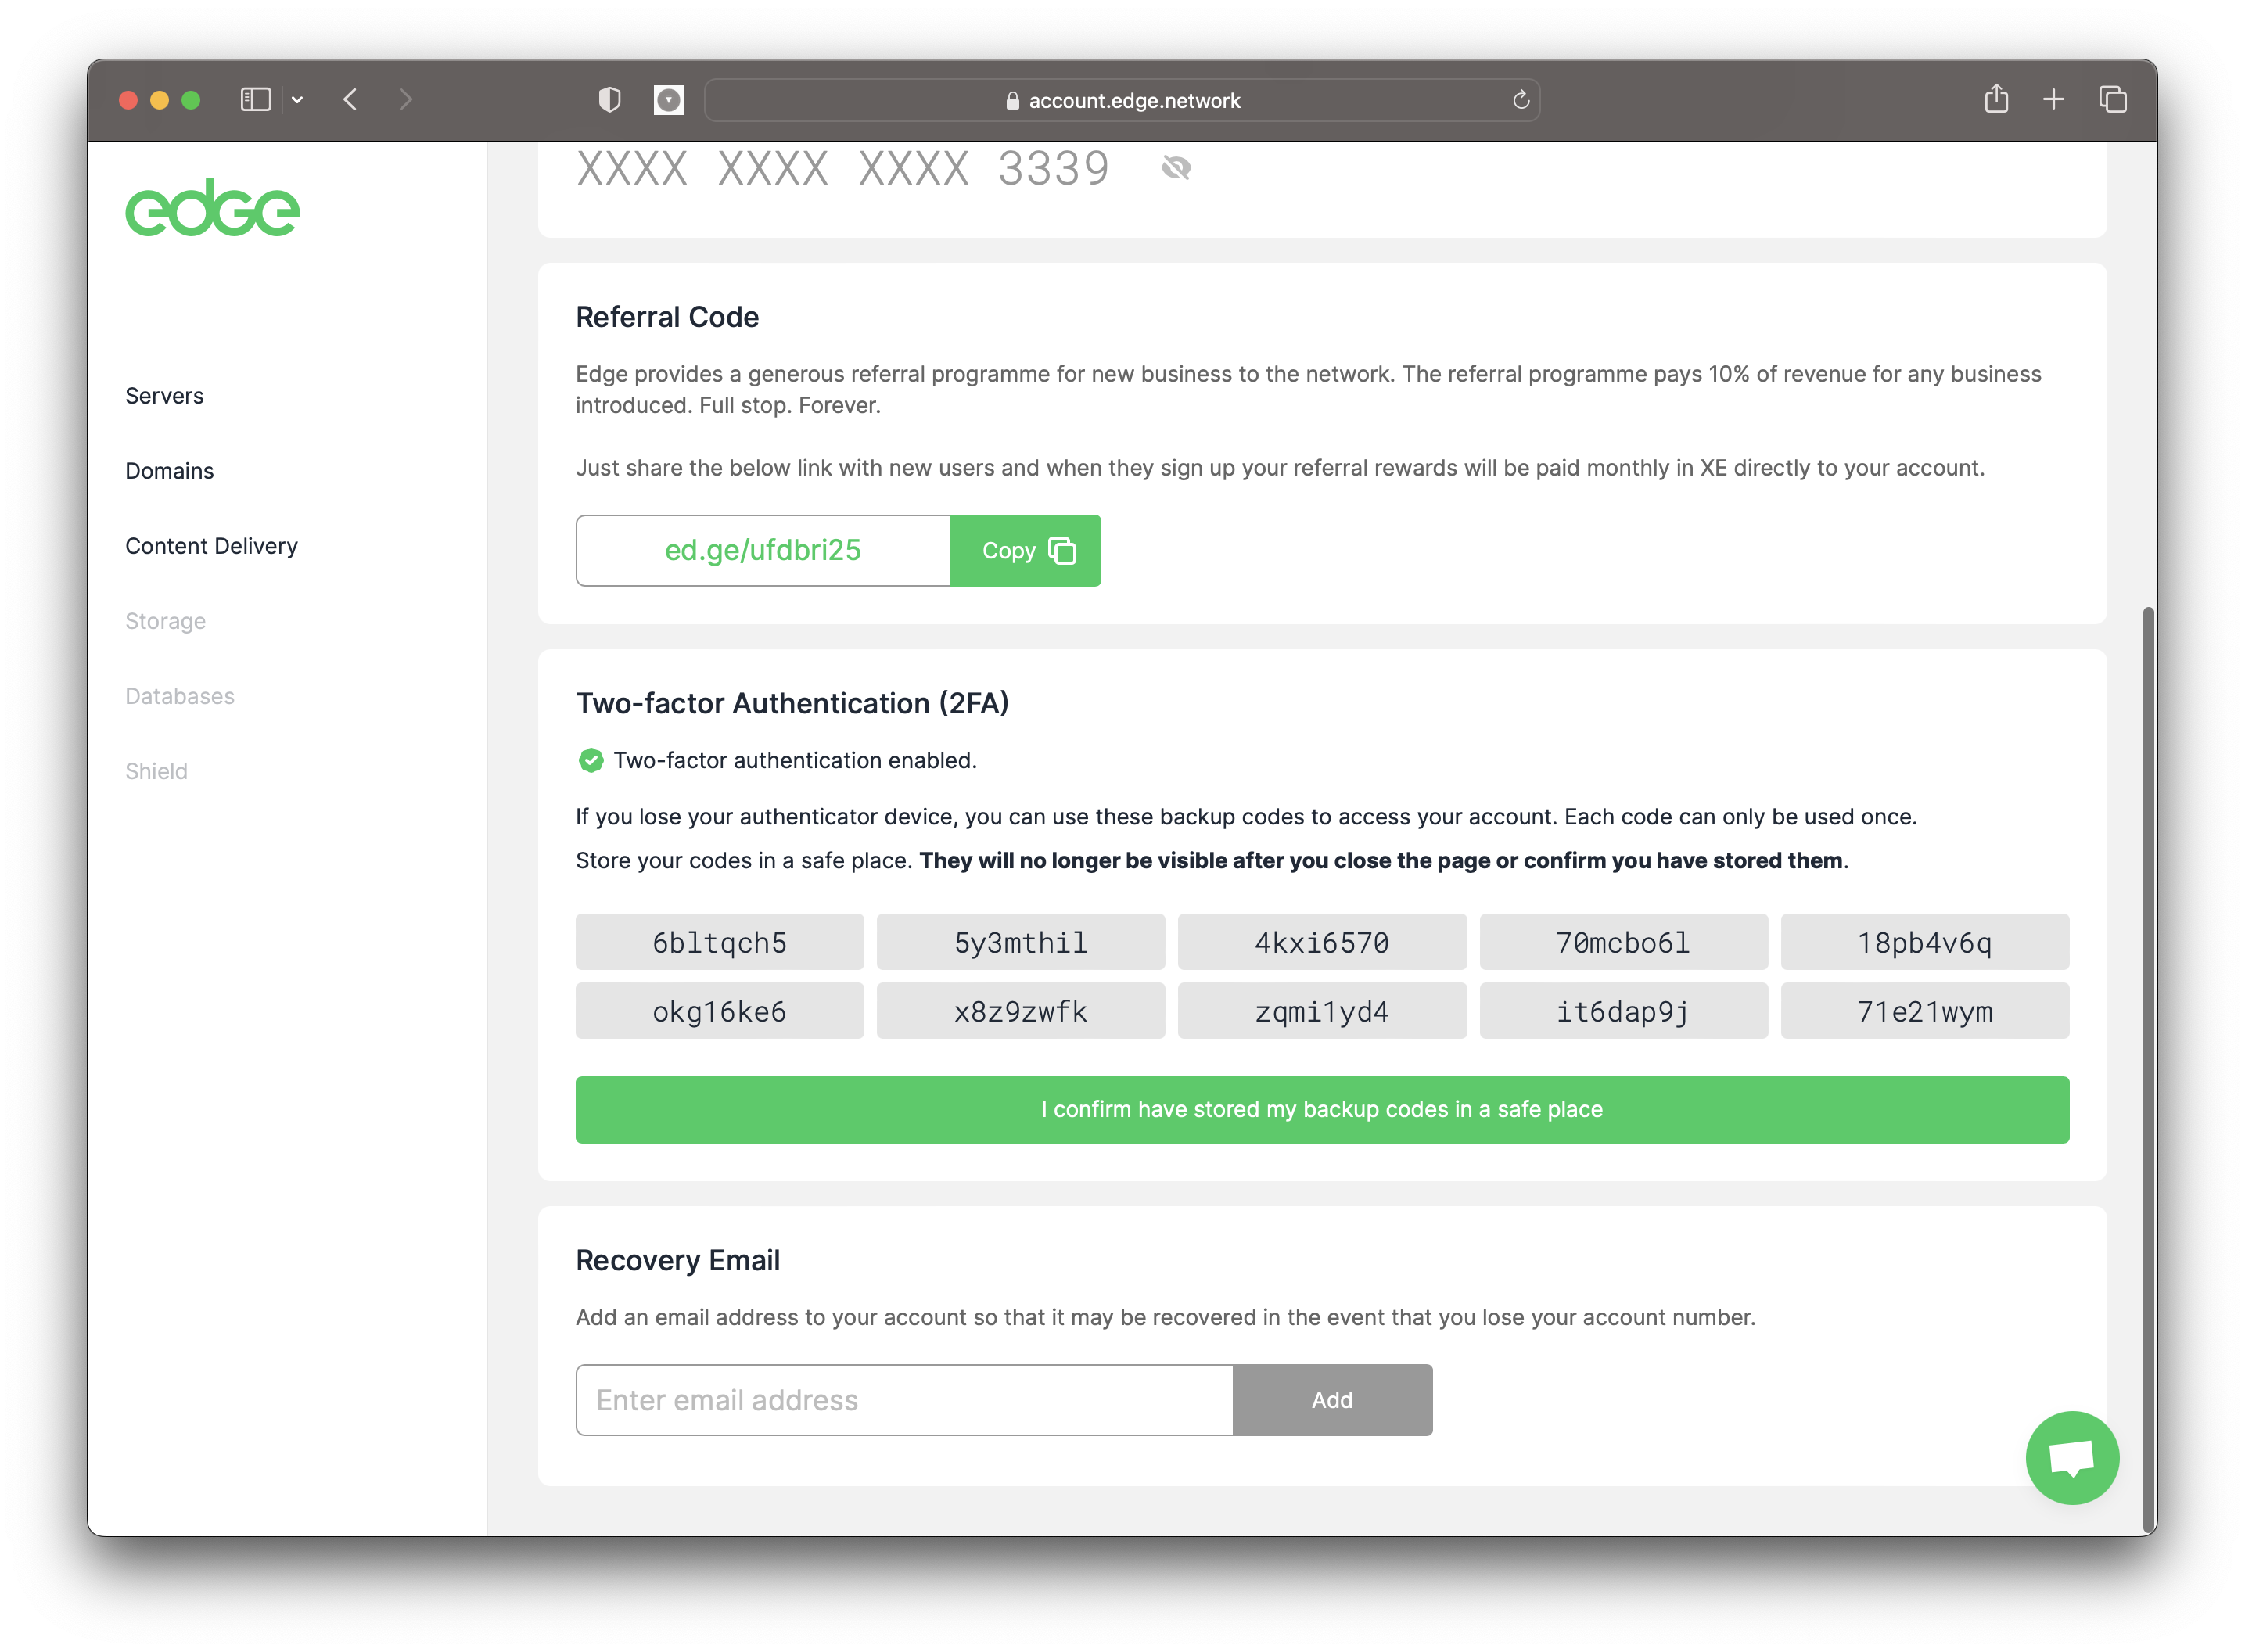 account.edge.network
edge
XXXX XXXX XXXX 3339
Servers
Domains
Content Delivery
Storage
Databases
Shield
Referral Code
Edge provides a generous referral programme for new business to the network. The referral programme pays 10% of revenue for any business
introduced. Full stop. Forever.
Just share the below link with new users and when they sign up your referral rewards will be paid monthly in XE directly to your account.
ed.ge/ufdbri25
Copy
Two-factor Authentication (2FA)
Two-factor authentication enabled.
If you lose your authenticator device, you can use these backup codes to access your account. Each code can only be used once.
Store your codes in a safe place. They will no longer be visible after you close the page or confirm you have stored them.
6bltqch5 5y3mthil 4kxi6570 70mcbo6l 18pb4v6q
okg16ke6 x8z9zwfk zqmi1yd4 it6dap9j 71e21wym
I confirm have stored my backup codes in a safe place
Recovery Email
Add an email address to your account so that it may be recovered in the event that you lose your account number.
Enter email address
Add